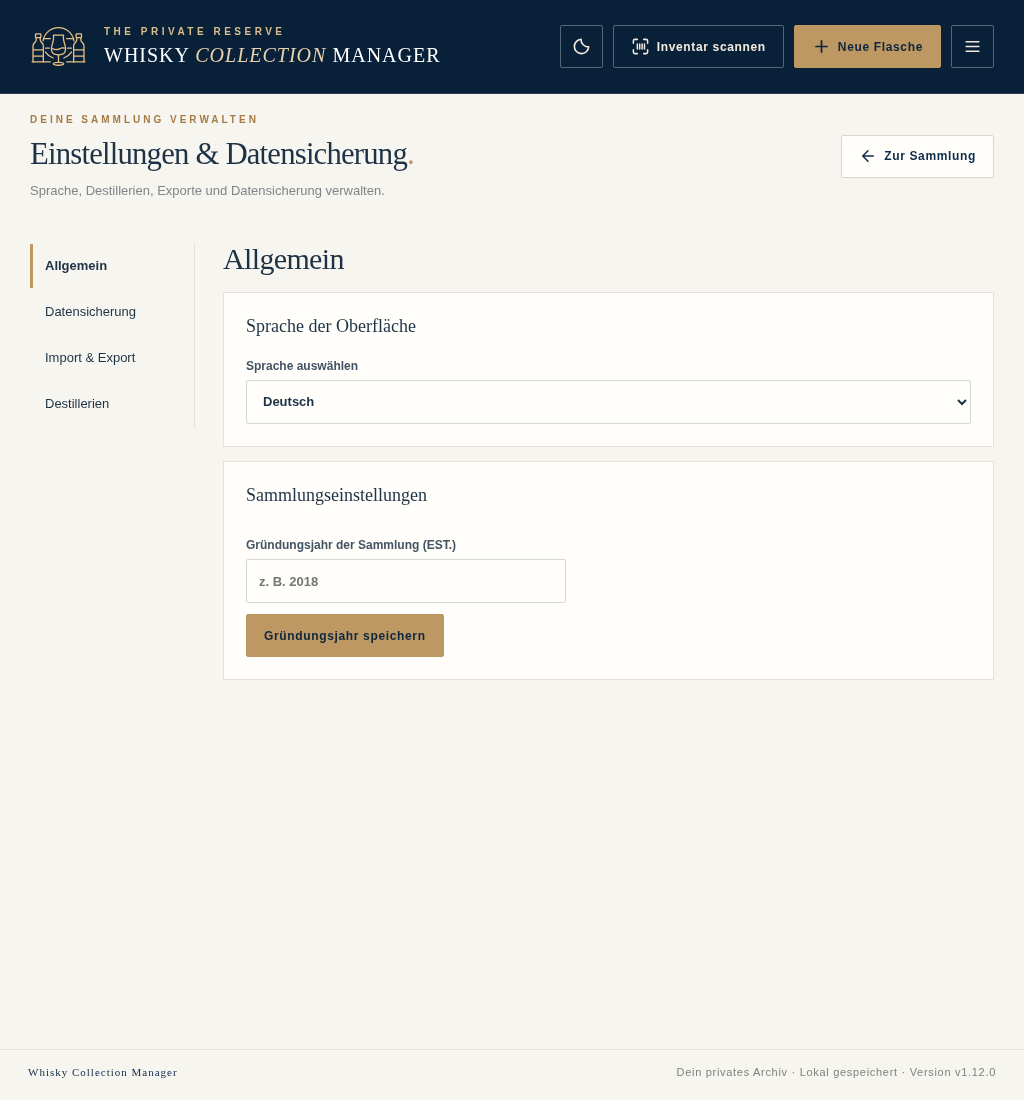 THE PRIVATE RESERVE
WHISKY COLLECTION MANAGER
Inventar scannen
Neue Flasche
DEINE SAMMLUNG VERWALTEN
Einstellungen & Datensicherung.
Zur Sammlung
Sprache, Destillerien, Exporte und Datensicherung verwalten.
Allgemein
Datensicherung
Import & Export
Destillerien
Allgemein
Sprache der Oberfläche
Sprache auswählen
Deutsch
Sammlungseinstellungen
Gründungsjahr der Sammlung (EST.)
z. B. 2018
Gründungsjahr speichern
Whisky Collection Manager
Dein privates Archiv · Lokal gespeichert · Version v1.12.0